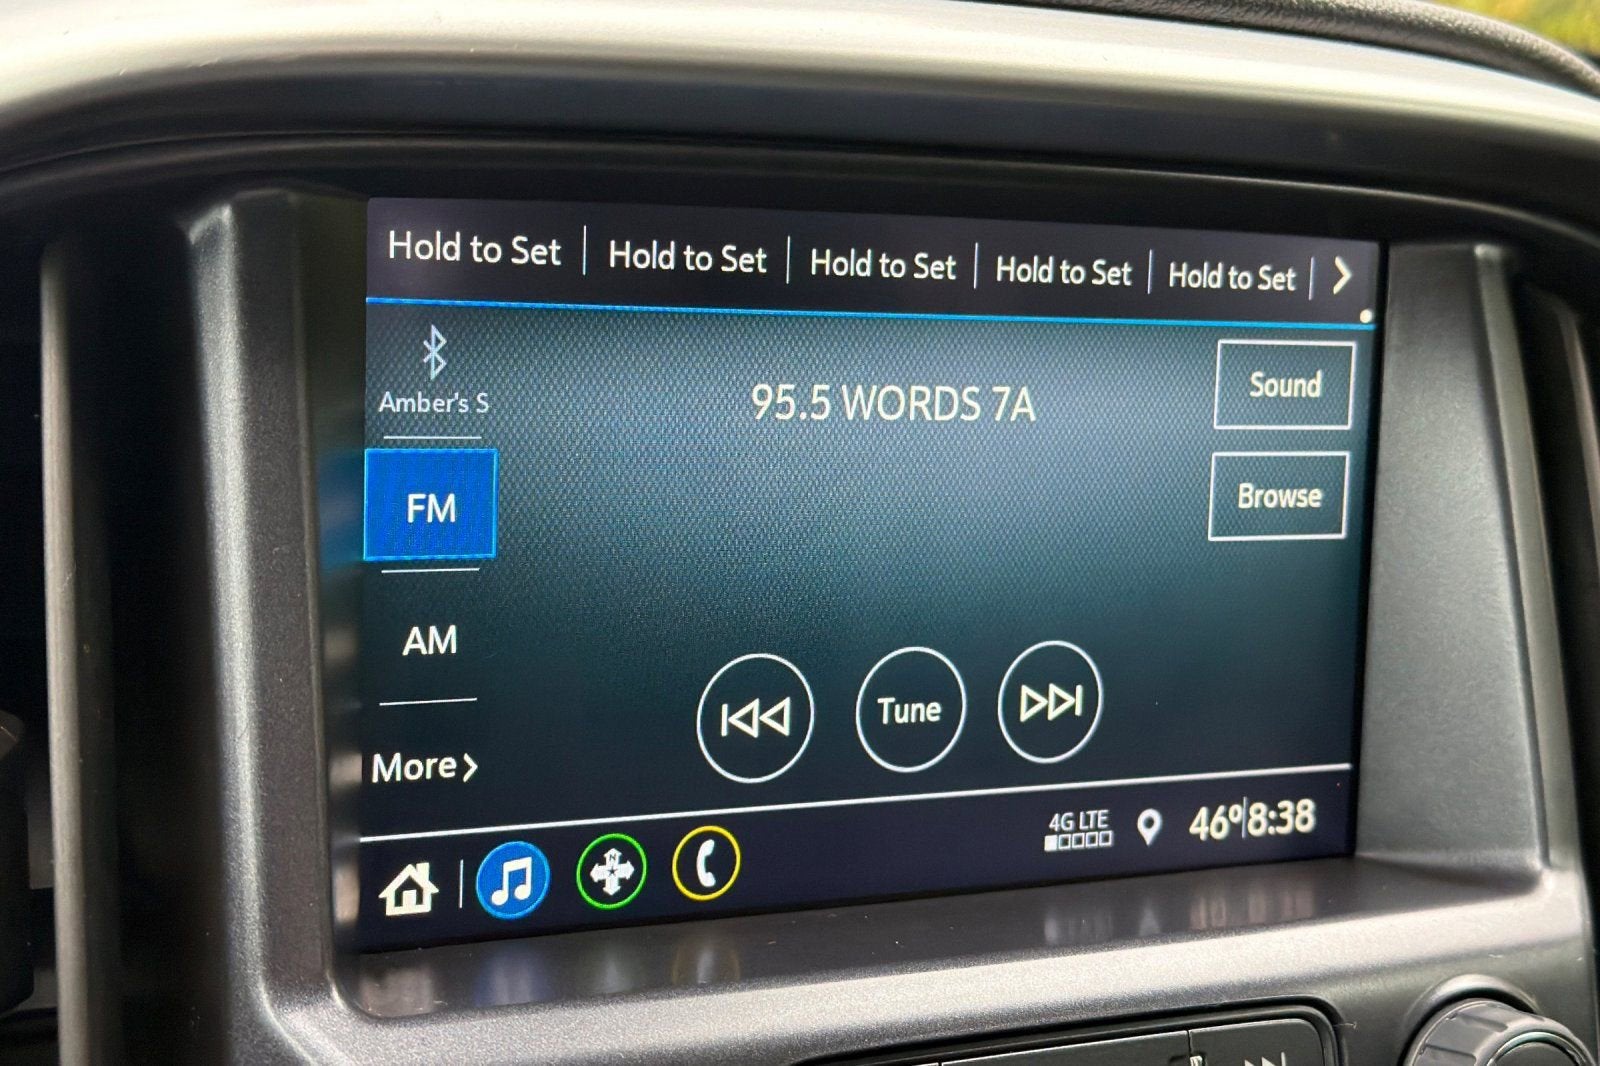 Hold to Set Hold to Set Hold to Set Hold to Set Hold to Set
Amber's S
95.5 WORDS 7A
Sound
FM
Browse
AM
Tune
More
4G LTE
46° 8:38
N